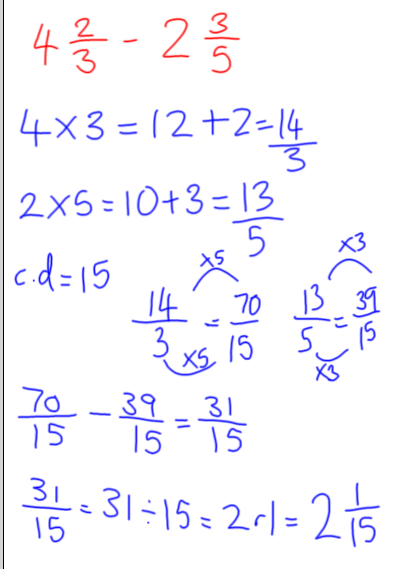 4 2/3 - 2 3/5
4×3=12+2=14/3
2×5=10+3=13/5
c.d=15
14/3 = 70/15 ×5 ×5 13/5 = 39/15 ×3 ×3
70/15 - 39/15 = 31/15
31/15 = 31÷15 = 2r1 = 2 1/15